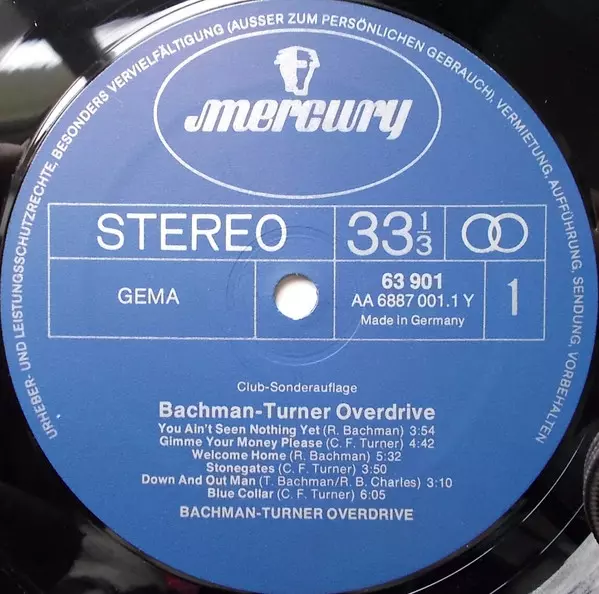 URHEBER- UND LEISTUNGSSCHUTZRECHTE, BESONDERS VERVIELFÄLTIGUNG (AUSSER ZUM PERSÖNLICHEN GEBRAUCH), VERMIETUNG, AUFFÜHRUNG, SENDUNG, VORBEHALTEN
mercury
STEREO 33 1/3
GEMA
63 901
AA 6887 001.1 Y
Made in Germany
1
Club-Sonderauflage
Bachman-Turner Overdrive
You Ain't Seen Nothing Yet (R. Bachman) 3:54
Gimme Your Money Please (C. F. Turner) 4:42
Welcome Home (R. Bachman) 5:32
Stonegates (C. F. Turner) 3:50
Down And Out Man (T. Bachman/R. B. Charles) 3:10
Blue Collar (C. F. Turner) 6:05
BACHMAN-TURNER OVERDRIVE